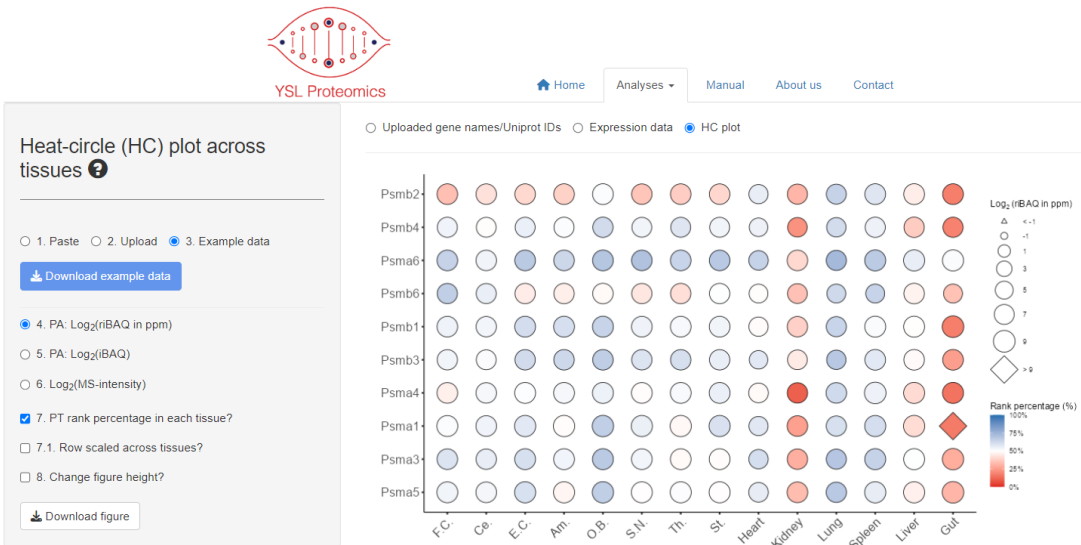 YSL Proteomics
Home
Analyses
Manual
About us
Contact
Heat-circle (HC) plot across
tissues ?
1. Paste 2. Upload 3. Example data
Download example data
4. PA: Log2(riBAQ in ppm)
5. PA: Log2(iBAQ)
6. Log2(MS-intensity)
7. PT rank percentage in each tissue?
7.1. Row scaled across tissues?
8. Change figure height?
Download figure
Uploaded gene names/Uniprot IDs Expression data HC plot
Psmb2
Psmb4
Psma6
Psmb6
Psmb1
Psmb3
Psma4
Psma1
Psma3
Psma5
F.C. Ce. E.C. Am. O.B. S.N. Th. St. Heart Kidney Lung Spleen Liver Gut
Log2 (riBAQ in ppm)
< -1
-1
1
3
5
7
9
> 9
Rank percentage (%)
100%
75%
50%
25%
0%